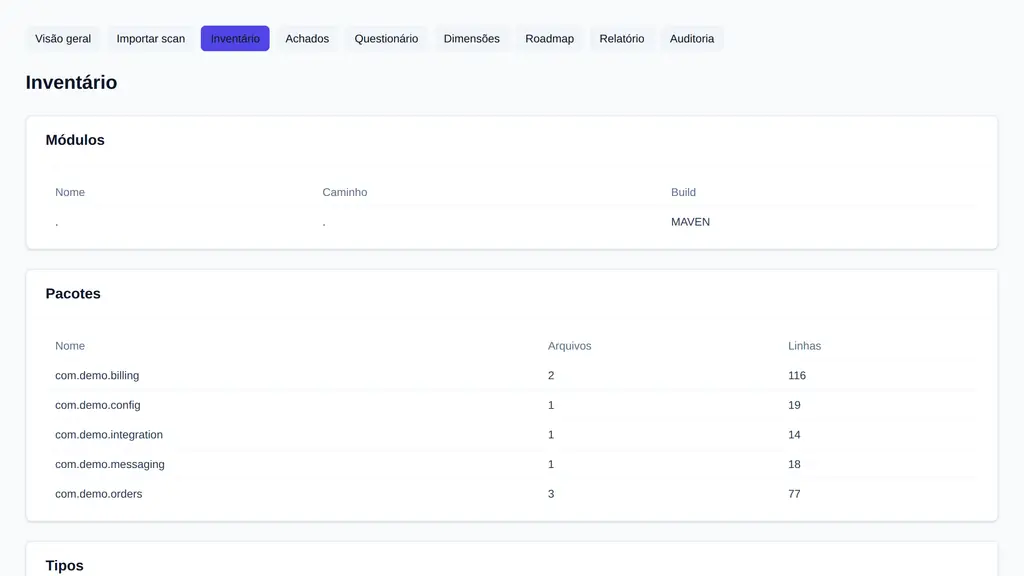 Visão geral Importar scan Inventário Achados Questionário Dimensões Roadmap Relatório Auditoria
Inventário
Módulos
Nome Caminho Build
. . MAVEN
Pacotes
Nome Arquivos Linhas
com.demo.billing 2 116
com.demo.config 1 19
com.demo.integration 1 14
com.demo.messaging 1 18
com.demo.orders 3 77
Tipos